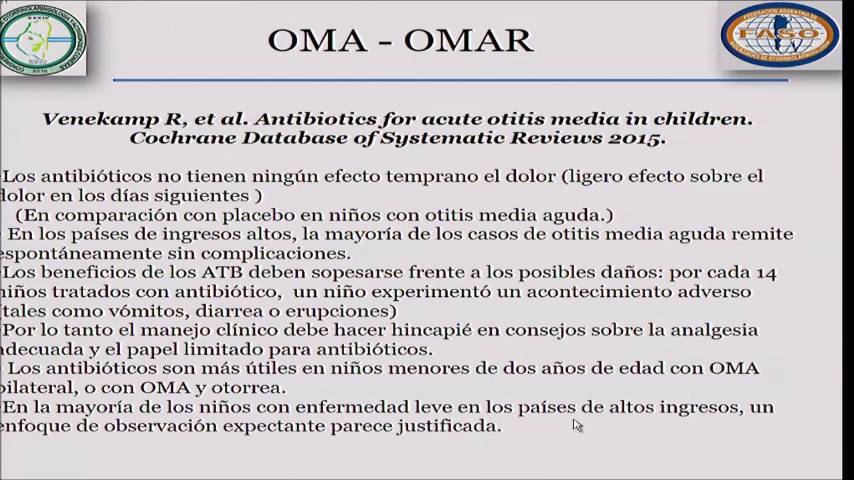 OMA - OMAR
XXXIV
FASO
FEDERACION ARGENTINA DE
SOCIEDADES DE OTORRINOLARINGOLOGIA
Venekamp R, et al. Antibiotics for acute otitis media in children.
Cochrane Database of Systematic Reviews 2015.
Los antibióticos no tienen ningún efecto temprano el dolor (ligero efecto sobre el
dolor en los días siguientes )
(En comparación con placebo en niños con otitis media aguda.)
En los países de ingresos altos, la mayoría de los casos de otitis media aguda remite
espontáneamente sin complicaciones.
Los beneficios de los ATB deben sopesarse frente a los posibles daños: por cada 14
niños tratados con antibiótico, un niño experimentó un acontecimiento adverso
(tales como vómitos, diarrea o erupciones)
Por lo tanto el manejo clínico debe hacer hincapié en consejos sobre la analgesia
adecuada y el papel limitado para antibióticos.
Los antibióticos son más útiles en niños menores de dos años de edad con OMA
bilateral, o con OMA y otorrea.
En la mayoría de los niños con enfermedad leve en los países de altos ingresos, un
enfoque de observación expectante parece justificada.